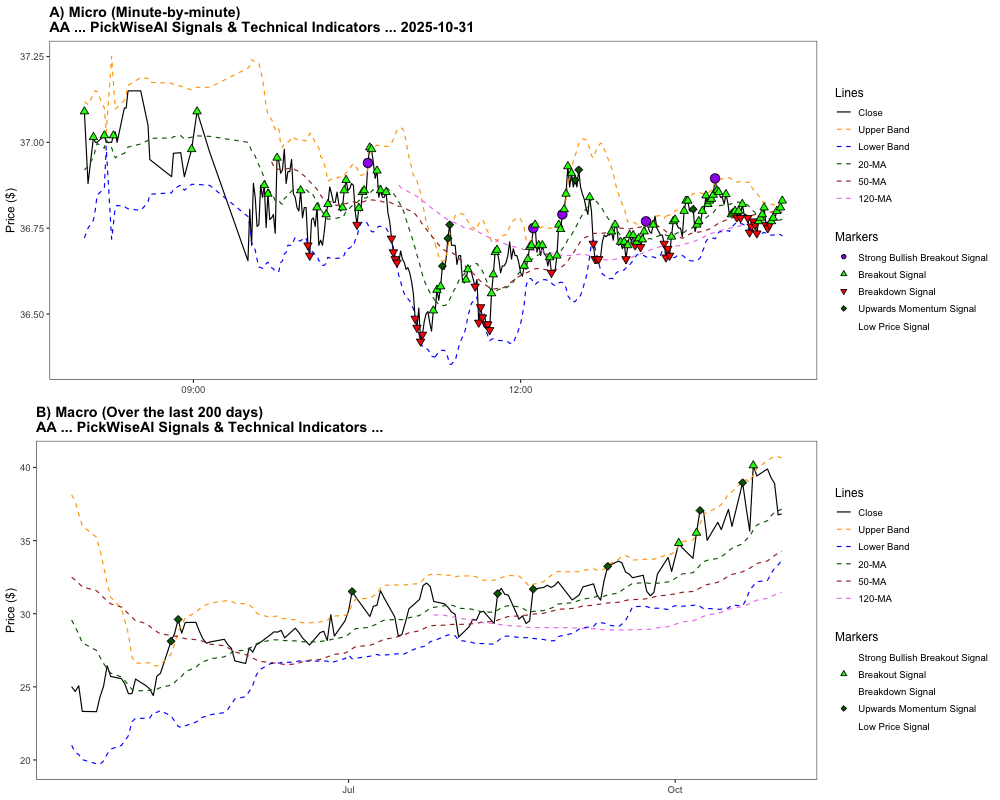 A) Micro (Minute-by-minute)
AA ... PickWiseAI Signals & Technical Indicators ... 2025-10-31
Price ($)
37.25
37.00
36.75
36.50
09:00
12:00
Lines
Close
Upper Band
Lower Band
20-MA
50-MA
120-MA
Markers
Strong Bullish Breakout Signal
Breakout Signal
Breakdown Signal
Upwards Momentum Signal
Low Price Signal
B) Macro (Over the last 200 days)
AA ... PickWiseAI Signals & Technical Indicators ...
Price ($)
40
35
30
25
20
Jul
Oct
Lines
Close
Upper Band
Lower Band
20-MA
50-MA
120-MA
Markers
Strong Bullish Breakout Signal
Breakout Signal
Breakdown Signal
Upwards Momentum Signal
Low Price Signal